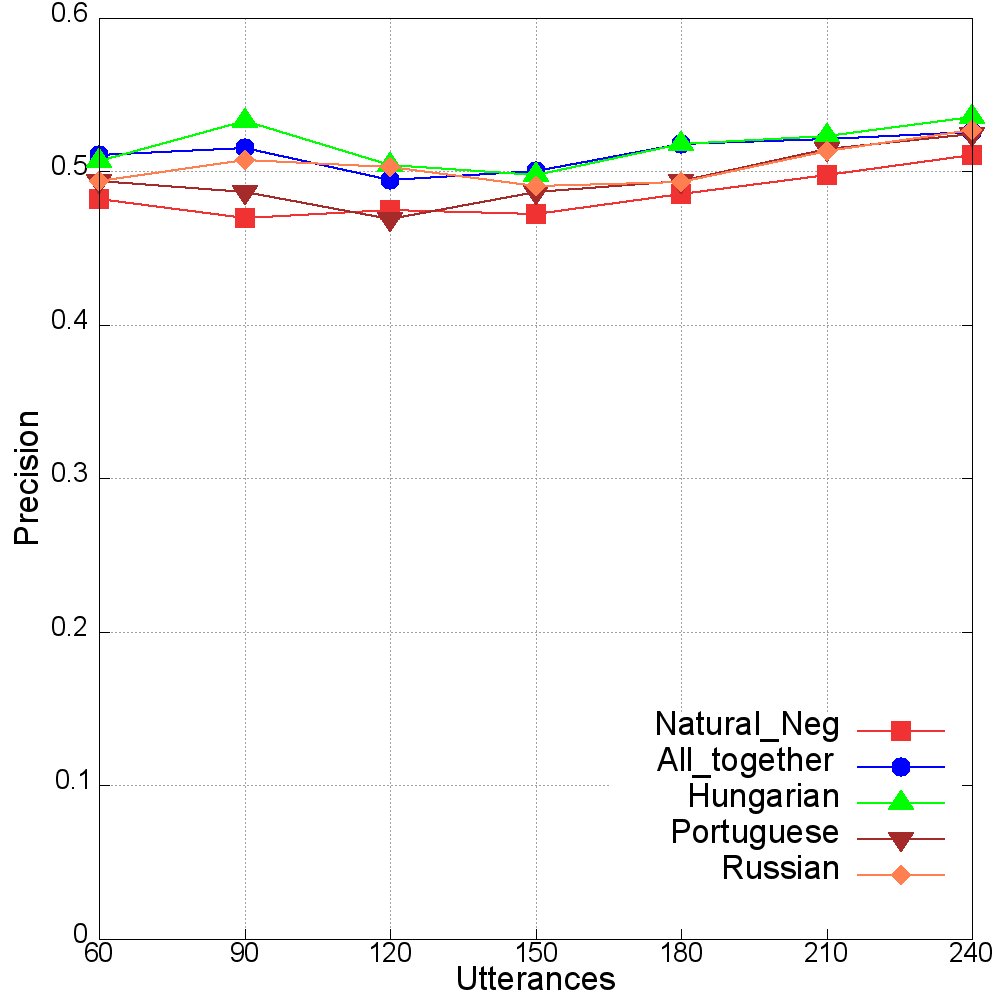 0.6
0.5
0.4
0.3
0.2
0.1
0
Precision
Natural_Neg
All_together
Hungarian
Portuguese
Russian
60 90 120 150 180 210 240
Utterances